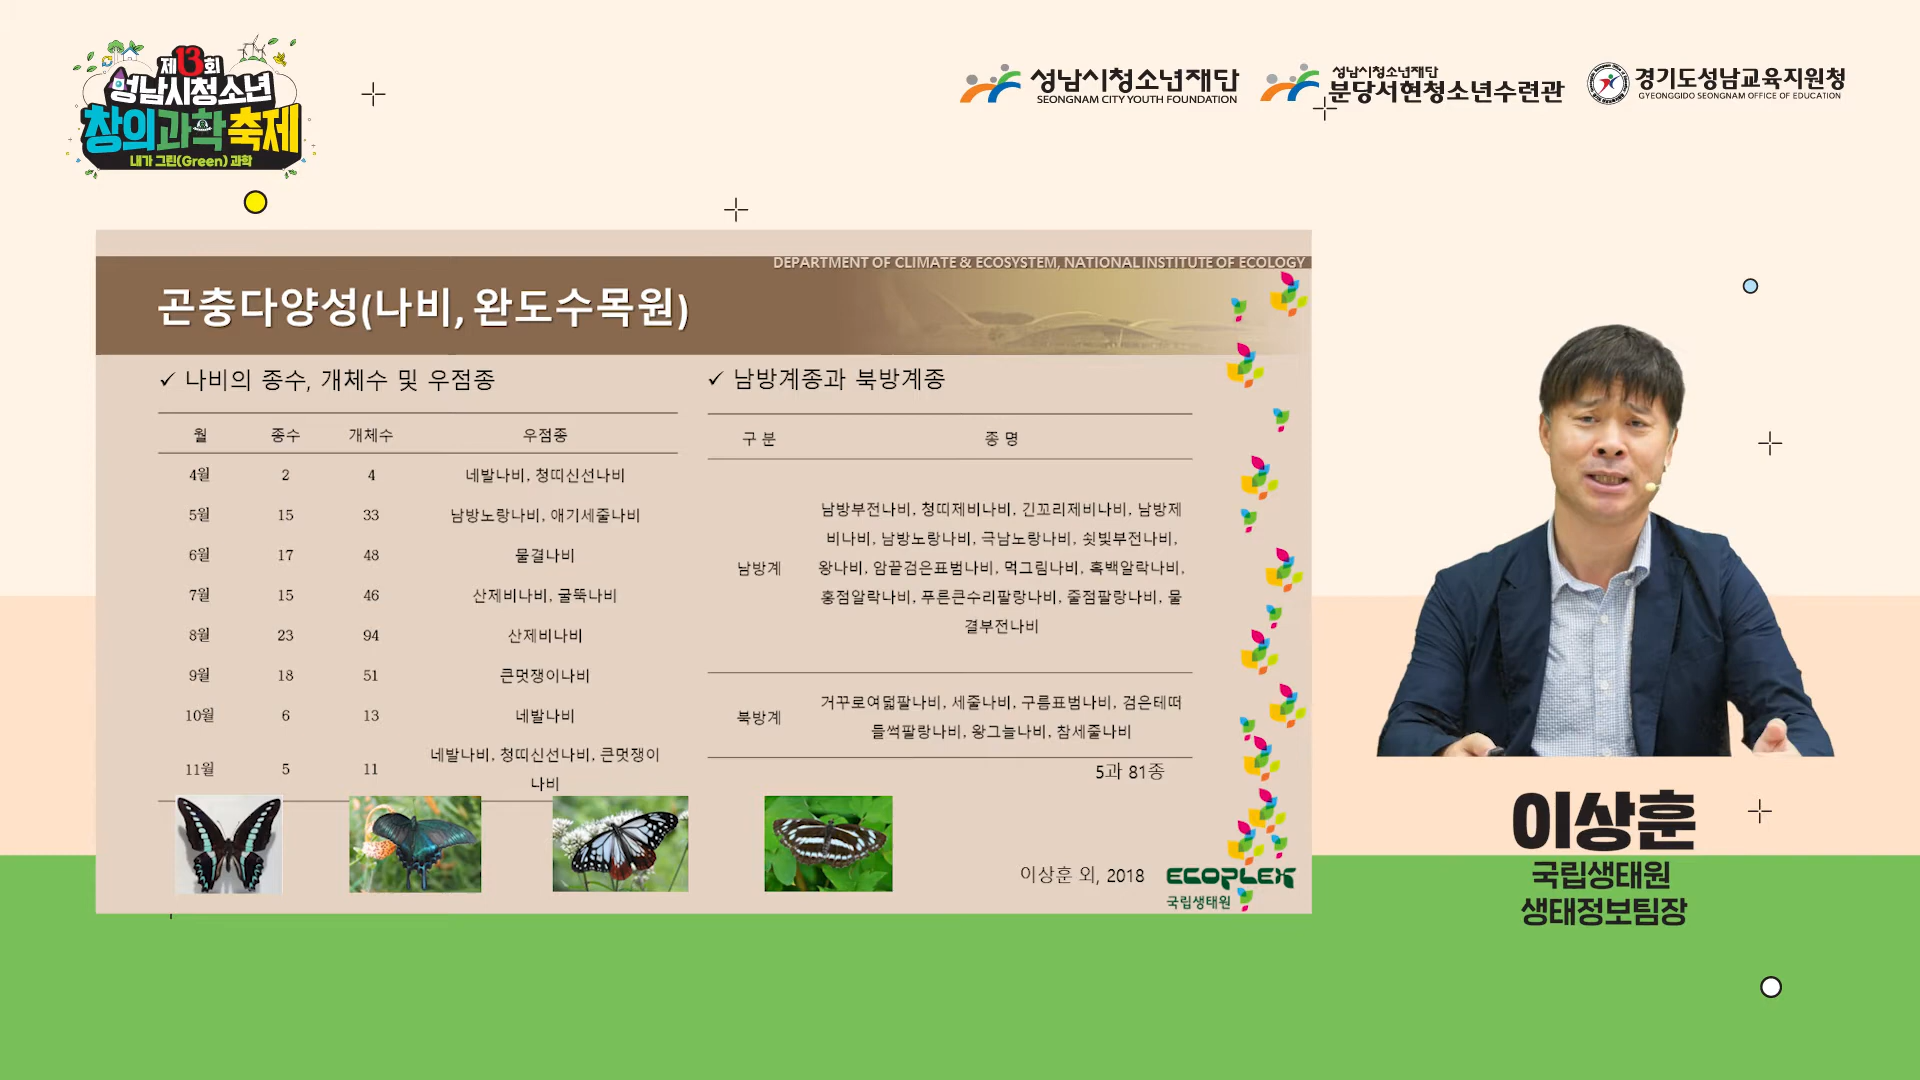 제13회
성남시청소년
창의과학축제
내가 그린(Green) 과학
성남시청소년재단
SEONGNAM CITY YOUTH FOUNDATION
성남시청소년재단
분당서현청소년수련관
경기도성남교육지원청
GYEONGGIDO SEONGNAM OFFICE OF EDUCATION
DEPARTMENT OF CLIMATE & ECOSYSTEM, NATIONAL INSTITUTE OF ECOLOGY
곤충다양성(나비, 완도수목원)
✓ 나비의 종수, 개체수 및 우점종
월 종수 개체수 우점종
4월 2 4 네발나비, 청띠신선나비
5월 15 33 남방노랑나비, 애기세줄나비
6월 17 48 물결나비
7월 15 46 산제비나비, 굴뚝나비
8월 23 94 산제비나비
9월 18 51 큰멋쟁이나비
10월 6 13 네발나비
11월 5 11 네발나비, 청띠신선나비, 큰멋쟁이
나비
✓ 남방계종과 북방계종
구 분 종 명
남방계
남방부전나비, 청띠제비나비, 긴꼬리제비나비, 남방제
비나비, 남방노랑나비, 극남노랑나비, 쇳빛부전나비,
왕나비, 암끝검은표범나비, 먹그림나비, 흑백알락나비,
홍점알락나비, 푸른큰수리팔랑나비, 줄점팔랑나비, 물
결부전나비
북방계
거꾸로여덟팔나비, 세줄나비, 구름표범나비, 검은테떠
들썩팔랑나비, 왕그늘나비, 참세줄나비
5과 81종
이상훈 외, 2018
ECOPLEX
국립생태원
이상훈
국립생태원
생태정보팀장